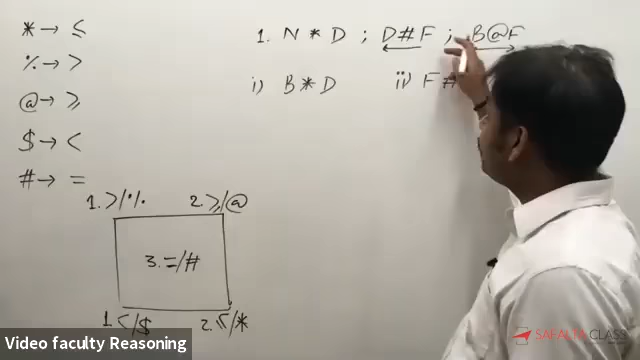 *→ ≤
%→ >
@→ ≥
$→ <
#→ =
1. N * D ; D # F ; B @ F
i) B * D ii) F #
1. >/% 2. ≥/@
3. =/#
1. </$ 2. ≤/*
SAFALTA CLASS
Video faculty Reasoning